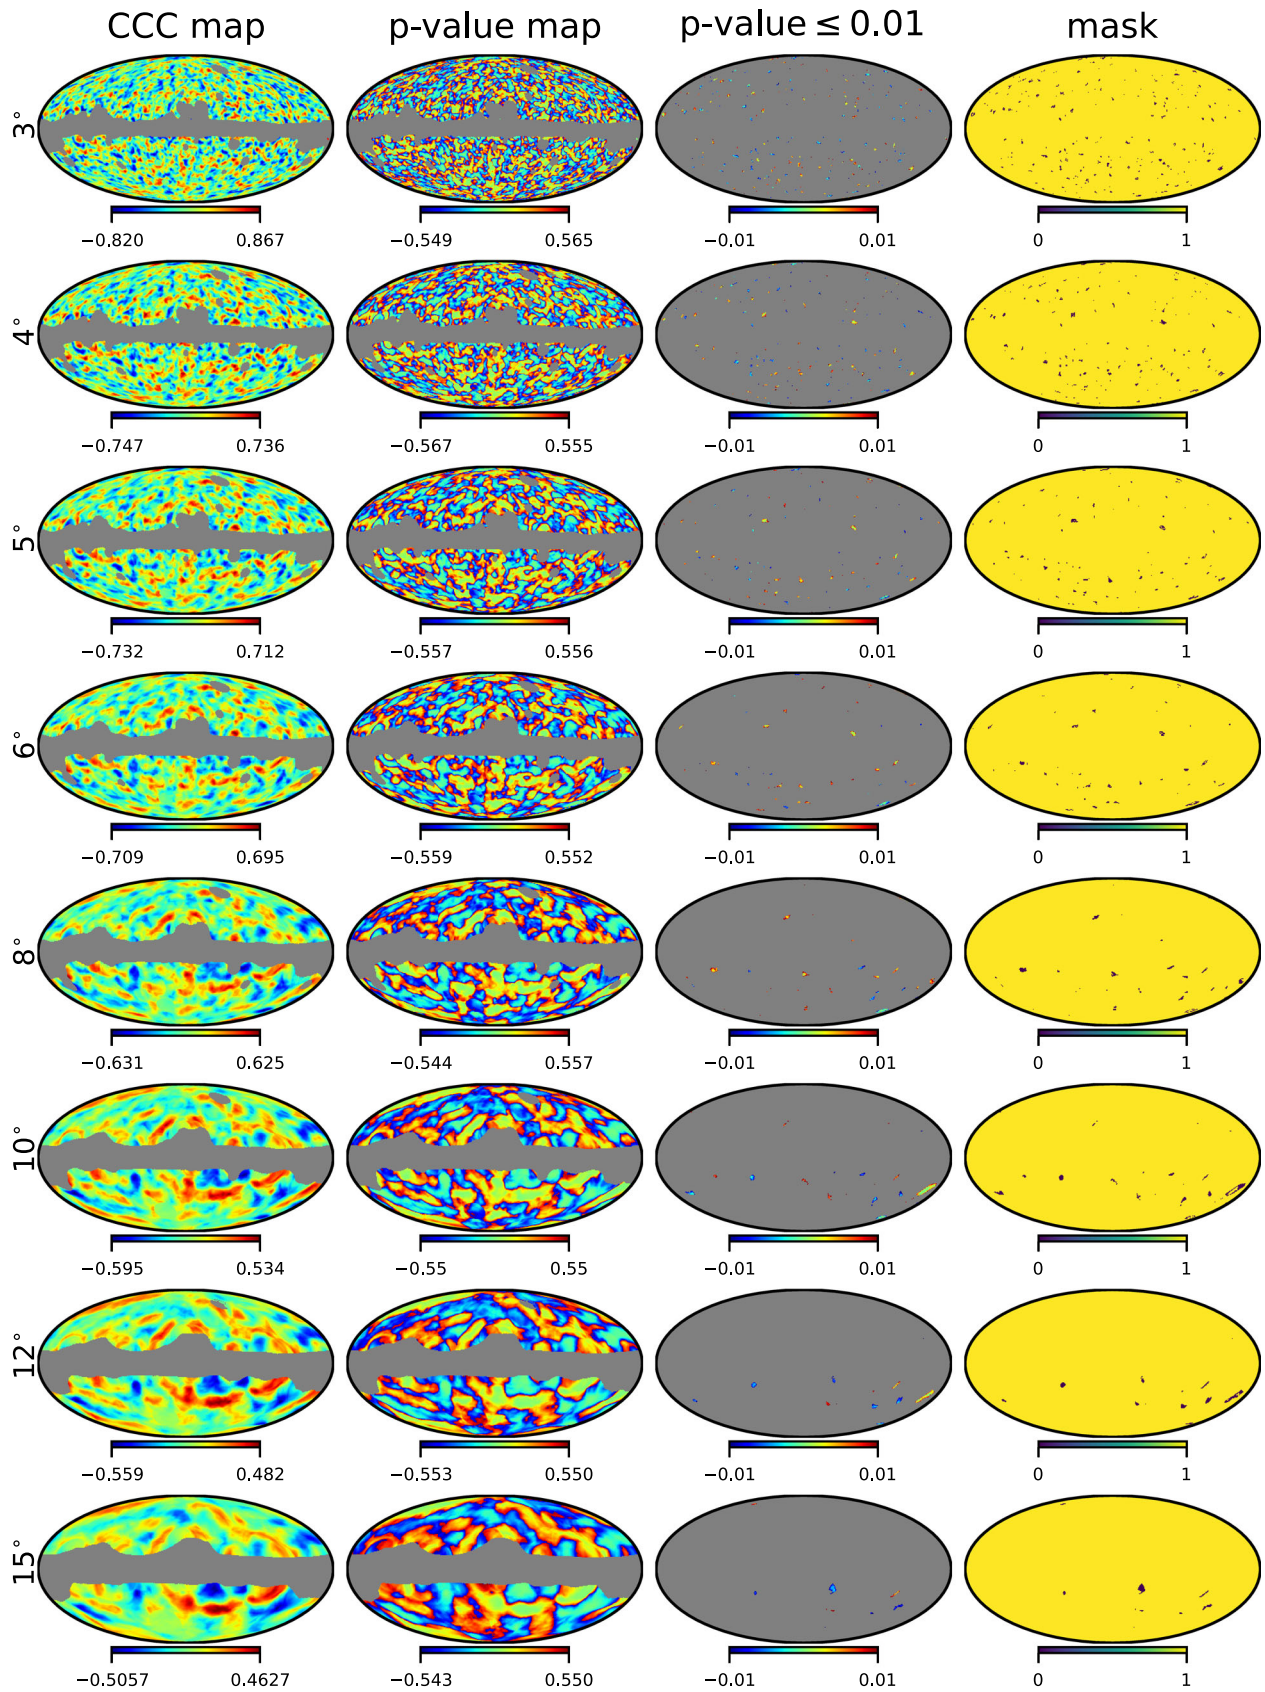 CCC map p-value map p-value ≤ 0.01 mask
3°
−0.820 0.867 −0.549 0.565 −0.01 0.01 0 1
4°
−0.747 0.736 −0.567 0.555 −0.01 0.01 0 1
5°
−0.732 0.712 −0.557 0.556 −0.01 0.01 0 1
6°
−0.709 0.695 −0.559 0.552 −0.01 0.01 0 1
8°
−0.631 0.625 −0.544 0.557 −0.01 0.01 0 1
10°
−0.595 0.534 −0.55 0.55 −0.01 0.01 0 1
12°
−0.559 0.482 −0.553 0.550 −0.01 0.01 0 1
15°
−0.5057 0.4627 −0.543 0.550 −0.01 0.01 0 1